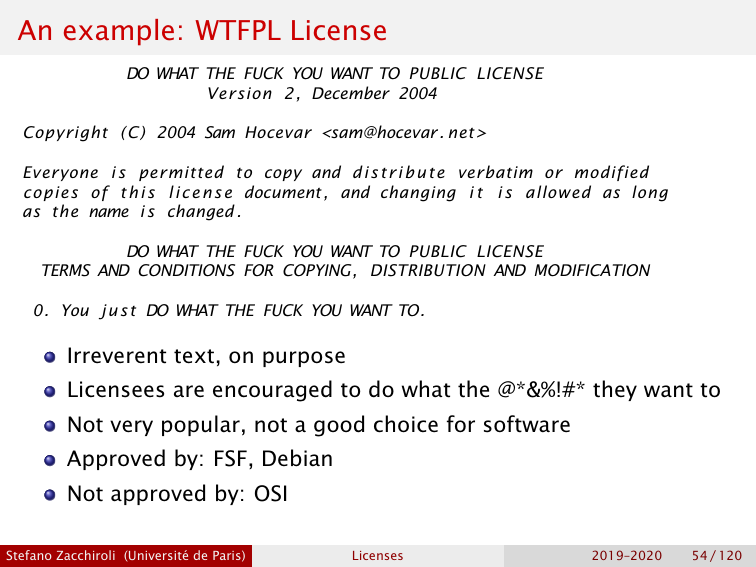 An example: WTFPL License
DO WHAT THE FUCK YOU WANT TO PUBLIC LICENSE
Version 2, December 2004
Copyright (C) 2004 Sam Hocevar <sam@hocevar.net>
Everyone is permitted to copy and distribute verbatim or modified
copies of this license document, and changing it is allowed as long
as the name is changed.
DO WHAT THE FUCK YOU WANT TO PUBLIC LICENSE
TERMS AND CONDITIONS FOR COPYING, DISTRIBUTION AND MODIFICATION
0. You just DO WHAT THE FUCK YOU WANT TO.
Irreverent text, on purpose
Licensees are encouraged to do what the @*&%!#* they want to
Not very popular, not a good choice for software
Approved by: FSF, Debian
Not approved by: OSI
Stefano Zacchiroli (Université de Paris) Licenses 2019–2020 54 / 120